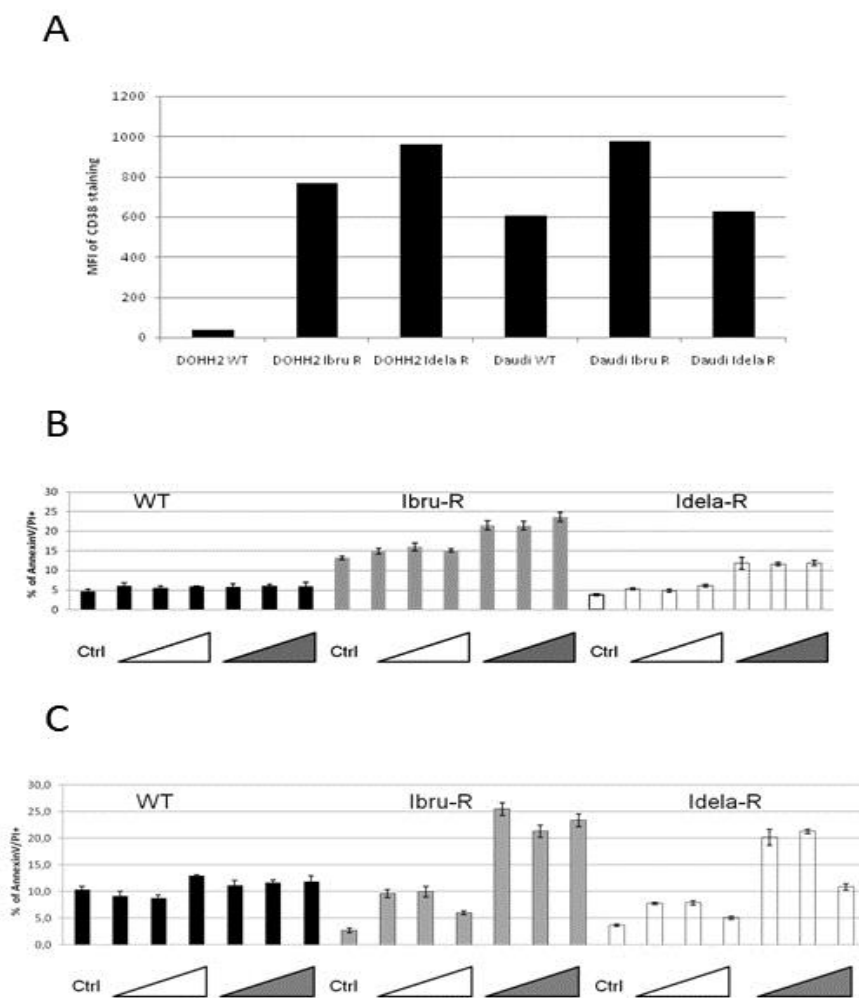 A
1200
1000
800
600
400
200
0
MFI of CD38 staining
DOHH2 WT DOHH2 Ibru R DOHH2 Idela R Daudi WT Daudi Ibru R Daudi Idela R
B
WT Ibru-R Idela-R
30
25
20
15
10
5
0
% of AnnexinV/PI+
Ctrl Ctrl Ctrl
C
WT Ibru-R Idela-R
30,0
25,0
20,0
15,0
10,0
5,0
0,0
% of AnnexinV/PI+
Ctrl Ctrl Ctrl